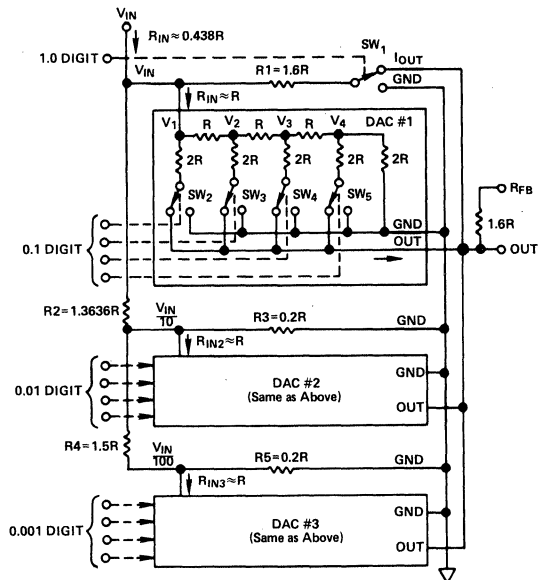 VIN
RIN≈0.438R
1.0 DIGIT
SW1
IOUT
VIN
R1=1.6R
GND
RIN≈R
V1 R V2 R V3 R V4 DAC #1
2R 2R 2R 2R 2R
SW2 SW3 SW4 SW5
RFB
1.6R
0.1 DIGIT
GND
OUT
OUT
R2=1.3636R
VIN
10
R3=0.2R
GND
RIN2≈R
0.01 DIGIT
DAC #2
(Same as Above)
GND
OUT
R4=1.5R
VIN
100
R5=0.2R
GND
RIN3≈R
0.001 DIGIT
DAC #3
(Same as Above)
GND
OUT